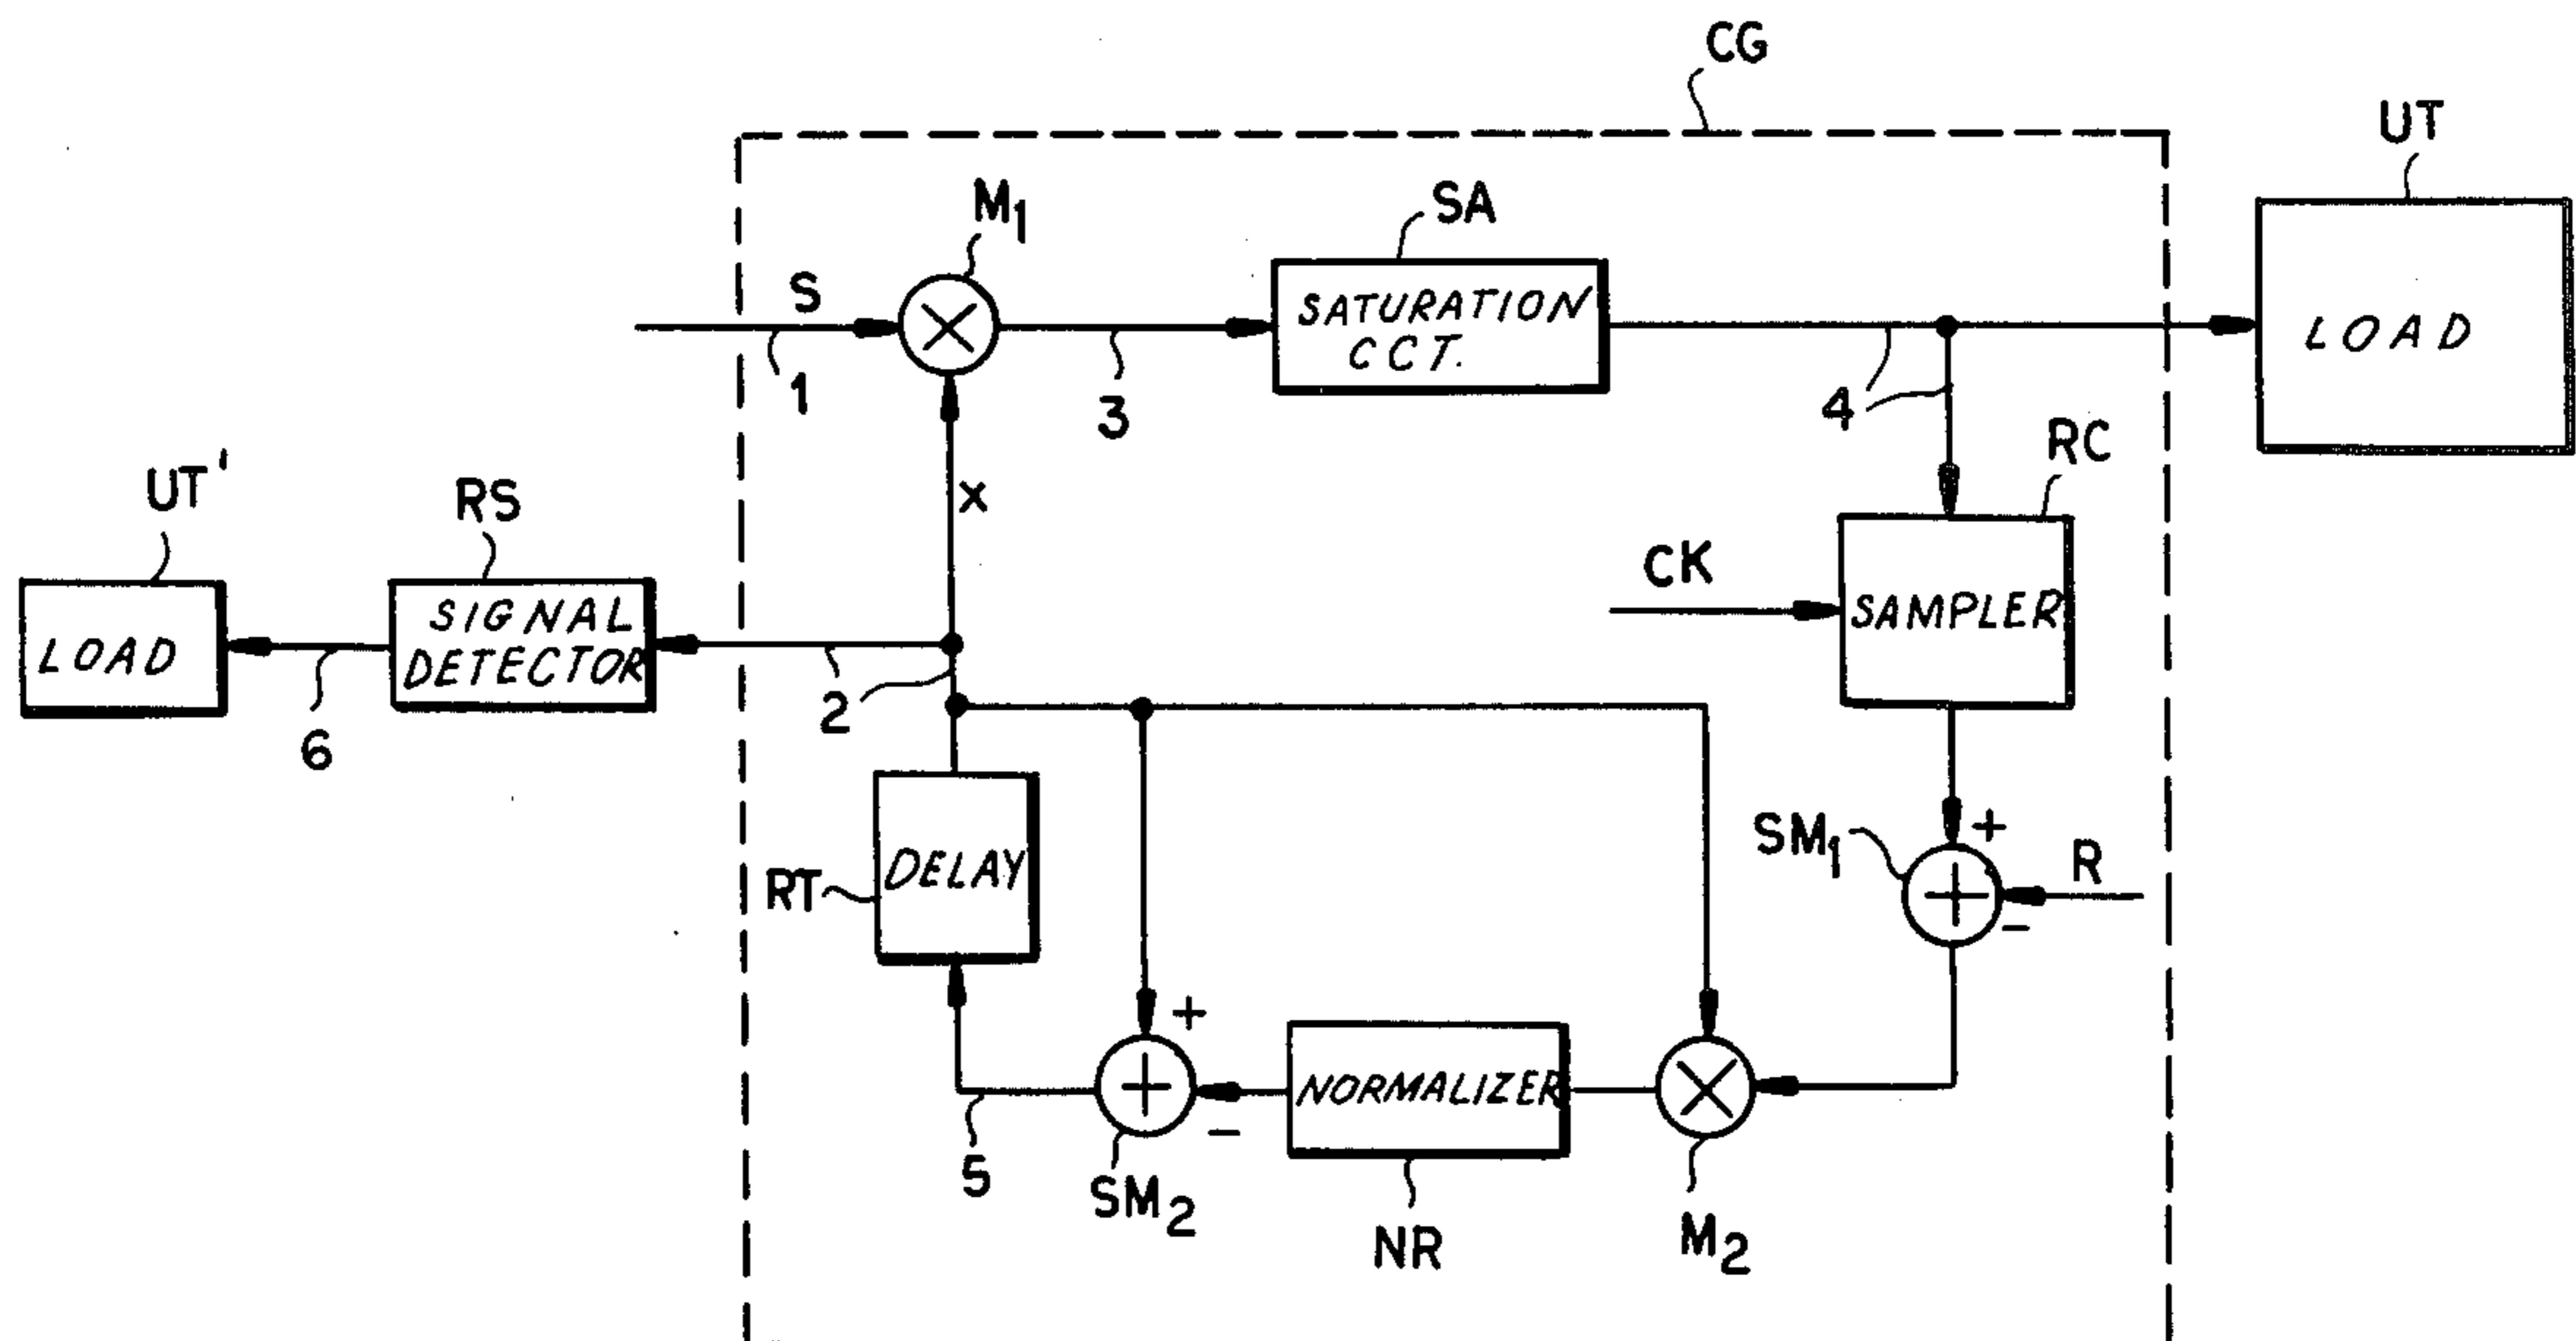 CG
UT
M1
SA
S
SATURATION
CCT.
LOAD
1
3
4
RC
X
UT'
RS
CK
SIGNAL
DETECTOR
SAMPLER
LOAD
2
6
SM1
+
R
-
DELAY
RT
+
NORMALIZER
-
5
SM2
NR
M2